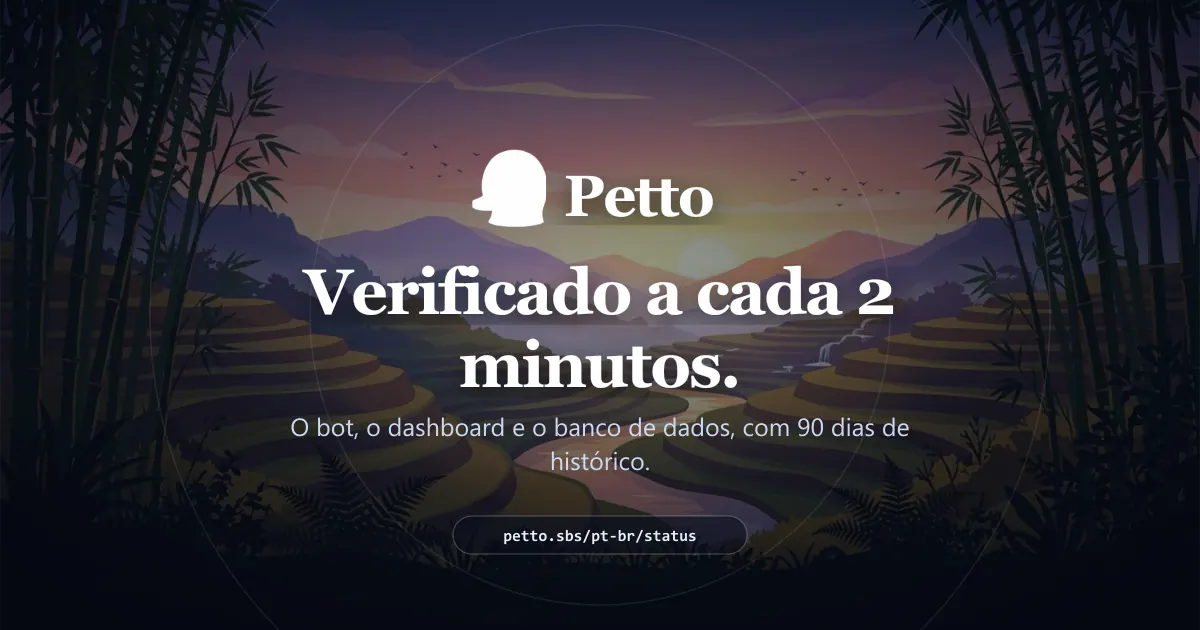 Petto
Verificado a cada 2
minutos.
O bot, o dashboard e o banco de dados, com 90 dias de
histórico.
petto.sbs/pt-br/status